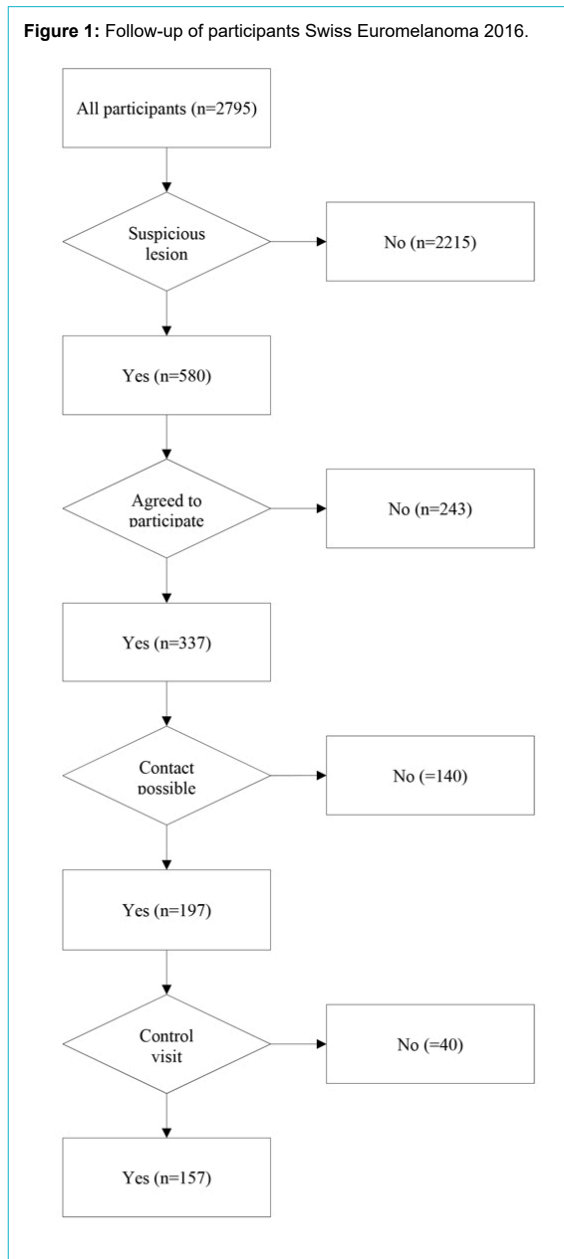 Figure 1: Follow-up of participants Swiss Euromelanoma 2016.
All participants (n=2795)
Suspicious
lesion
No (n=2215)
Yes (n=580)
Agreed to
participate
No (n=243)
Yes (n=337)
Contact
possible
No (=140)
Yes (n=197)
Control
visit
No (=40)
Yes (n=157)